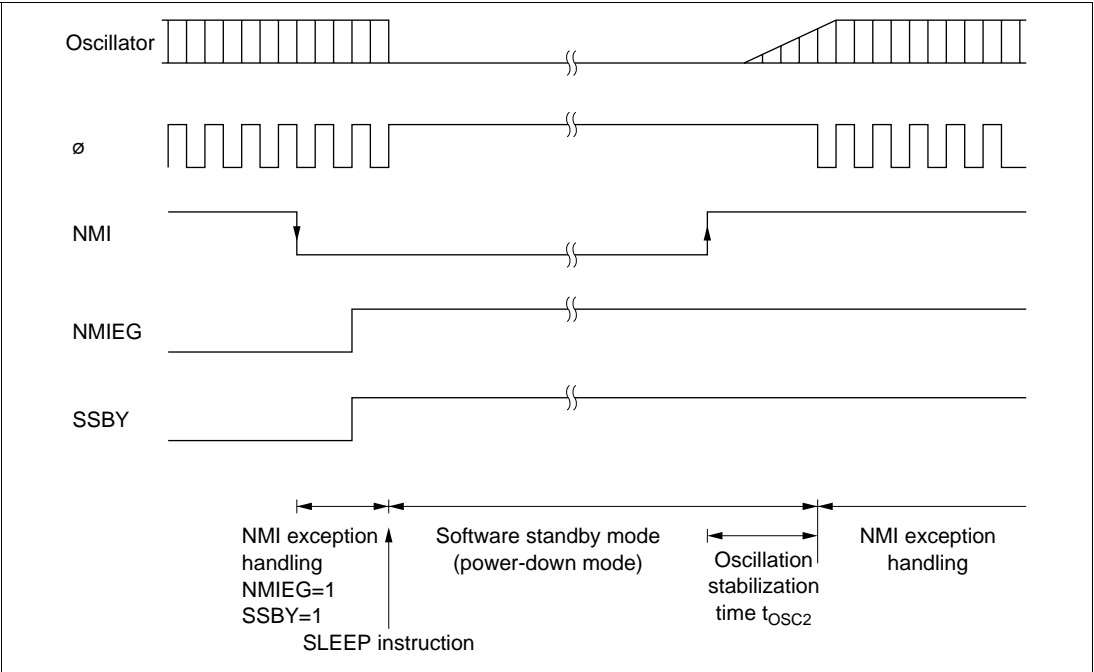 Oscillator
ø
NMI
NMIEG
SSBY
NMI exception
handling
NMIEG=1
SSBY=1
SLEEP instruction
Software standby mode
(power-down mode)
Oscillation
stabilization
time tOSC2
NMI exception
handling